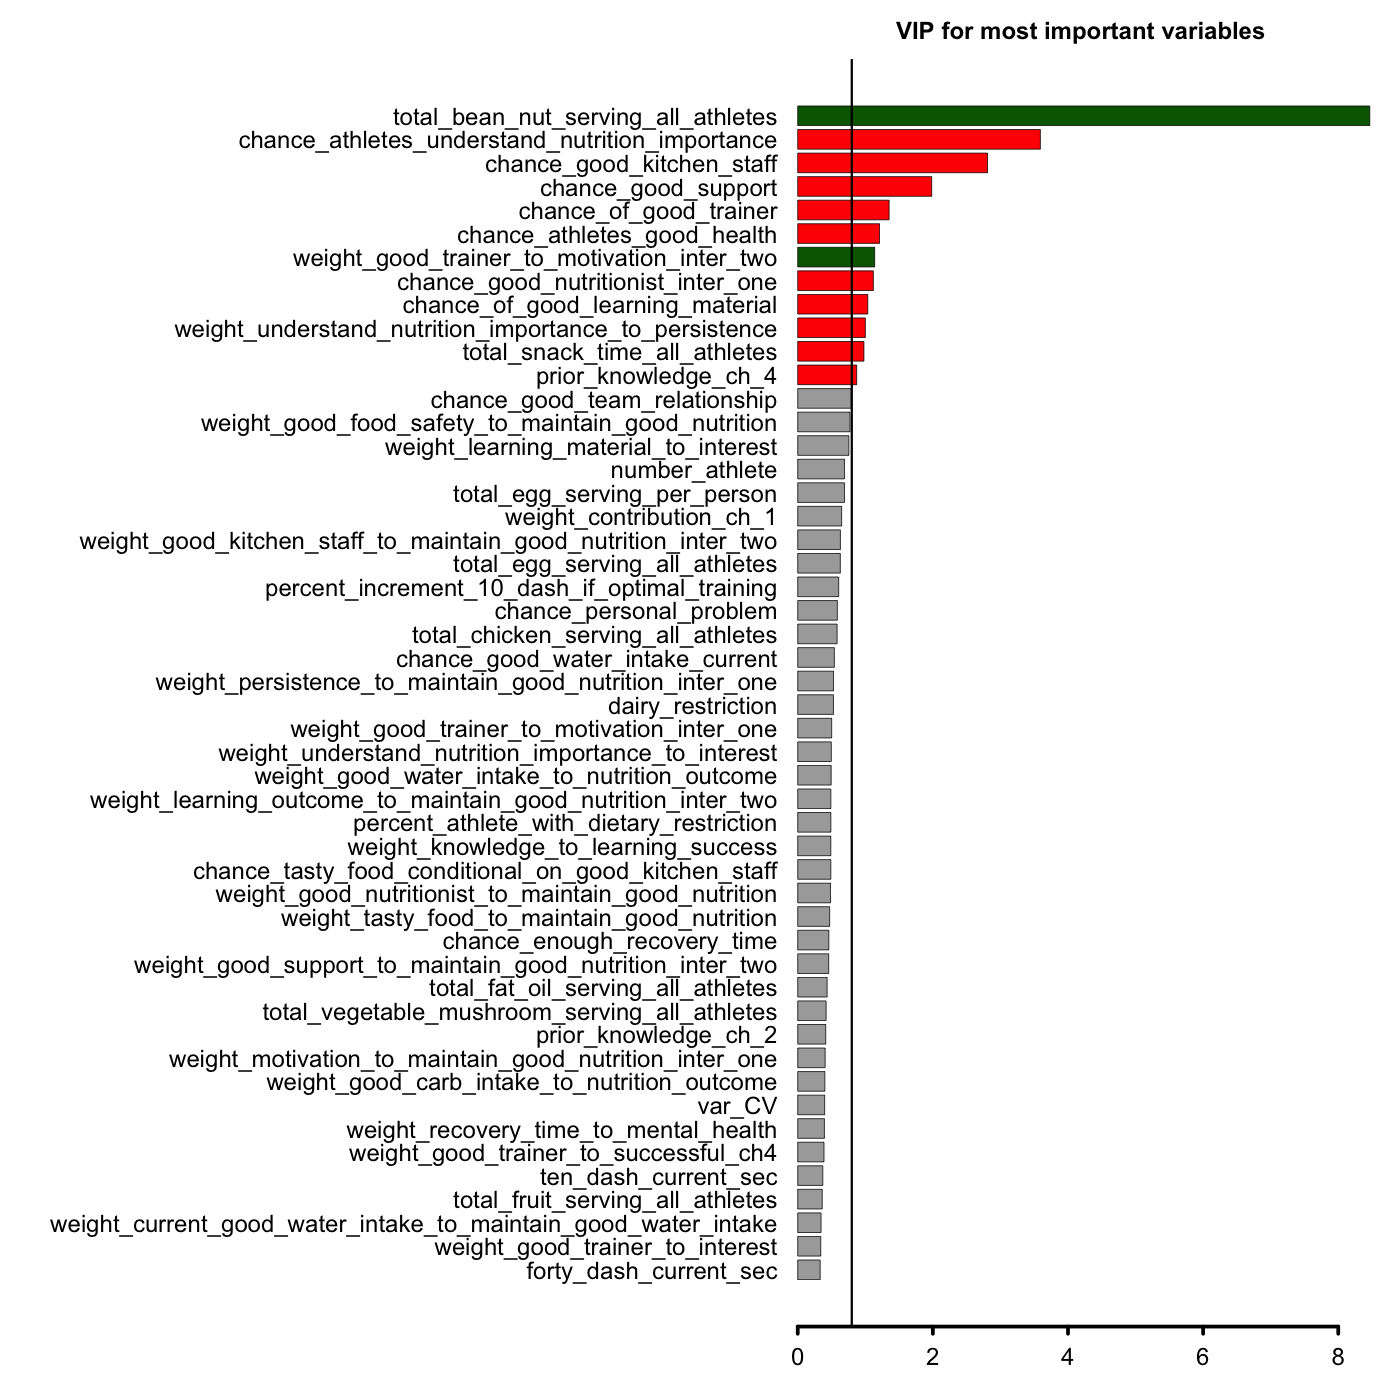 VIP for most important variables
total_bean_nut_serving_all_athletes
chance_athletes_understand_nutrition_importance
chance_good_kitchen_staff
chance_good_support
chance_of_good_trainer
chance_athletes_good_health
weight_good_trainer_to_motivation_inter_two
chance_good_nutritionist_inter_one
chance_of_good_learning_material
weight_understand_nutrition_importance_to_persistence
total_snack_time_all_athletes
prior_knowledge_ch_4
chance_good_team_relationship
weight_good_food_safety_to_maintain_good_nutrition
weight_learning_material_to_interest
number_athlete
total_egg_serving_per_person
weight_contribution_ch_1
weight_good_kitchen_staff_to_maintain_good_nutrition_inter_two
total_egg_serving_all_athletes
percent_increment_10_dash_if_optimal_training
chance_personal_problem
total_chicken_serving_all_athletes
chance_good_water_intake_current
weight_persistence_to_maintain_good_nutrition_inter_one
dairy_restriction
weight_good_trainer_to_motivation_inter_one
weight_understand_nutrition_importance_to_interest
weight_good_water_intake_to_nutrition_outcome
weight_learning_outcome_to_maintain_good_nutrition_inter_two
percent_athlete_with_dietary_restriction
weight_knowledge_to_learning_success
chance_tasty_food_conditional_on_good_kitchen_staff
weight_good_nutritionist_to_maintain_good_nutrition
weight_tasty_food_to_maintain_good_nutrition
chance_enough_recovery_time
weight_good_support_to_maintain_good_nutrition_inter_two
total_fat_oil_serving_all_athletes
total_vegetable_mushroom_serving_all_athletes
prior_knowledge_ch_2
weight_motivation_to_maintain_good_nutrition_inter_one
weight_good_carb_intake_to_nutrition_outcome
var_CV
weight_recovery_time_to_mental_health
weight_good_trainer_to_successful_ch4
ten_dash_current_sec
total_fruit_serving_all_athletes
weight_current_good_water_intake_to_maintain_good_water_intake
weight_good_trainer_to_interest
forty_dash_current_sec
0 2 4 6 8